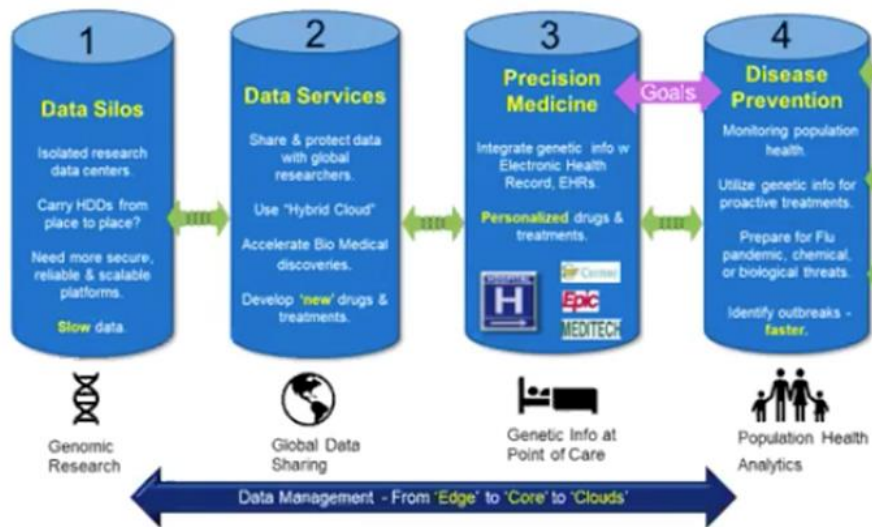 1
Data Silos
Isolated research
data centers.
Carry HDDs from
place to place?
Need more secure,
reliable & scalable
platforms.
Slow data.
Genomic
Research
2
Data Services
Share & protect data
with global
researchers.
Use "Hybrid Cloud"
Accelerate Bio Medical
discoveries.
Develop 'new' drugs &
treatments.
Global Data
Sharing
3
Precision
Medicine
Integrate genetic info w
Electronic Health
Record, EHRs.
Personalized drugs &
treatments.
HOSPITAL
H
Cerner
Epic
MEDITECH
Genetic Info at
Point of Care
Goals
4
Disease
Prevention
Monitoring population
health.
Utilize genetic info for
proactive treatments.
Prepare for Flu
pandemic, chemical,
or biological threats.
Identify outbreaks -
faster.
Population Health
Analytics
Data Management - From 'Edge' to 'Core' to 'Clouds'